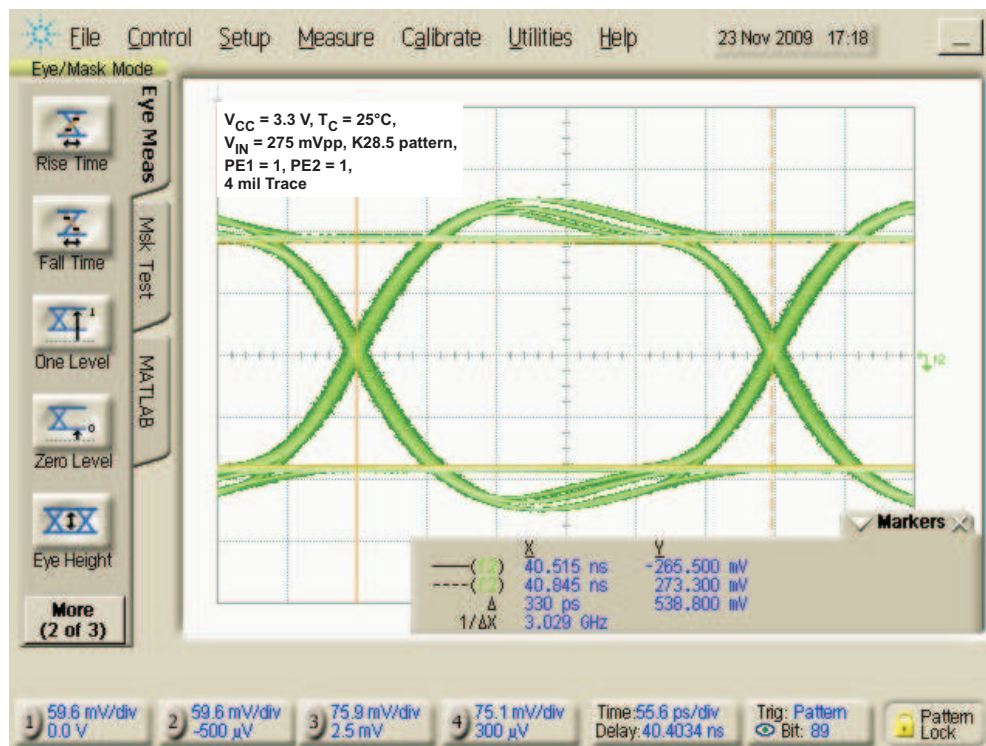 File Control Setup Measure Calibrate Utilities Help 23 Nov 2009 17:18
Eye/Mask Mode
Eye Meas
Msk Test
MATLAB
Rise Time
Fall Time
One Level
Zero Level
Eye Height
More
(2 of 3)
VCC = 3.3 V, TC = 25°C,
VIN = 275 mVpp, K28.5 pattern,
PE1 = 1, PE2 = 1,
4 mil Trace
f2
Markers
X Y
(f2) 40.515 ns -265.500 mV
(f2) 40.845 ns 273.300 mV
Δ 330 ps 538.800 mV
1/ΔX 3.029 GHz
1) 59.6 mV/div
0.0 V
2) 59.6 mV/div
-500 µV
3) 75.9 mV/div
2.5 mV
4) 75.1 mV/div
300 µV
Time:55.6 ps/div
Delay:40.4034 ns
Trig: Pattern
Bit: 89
Pattern
Lock